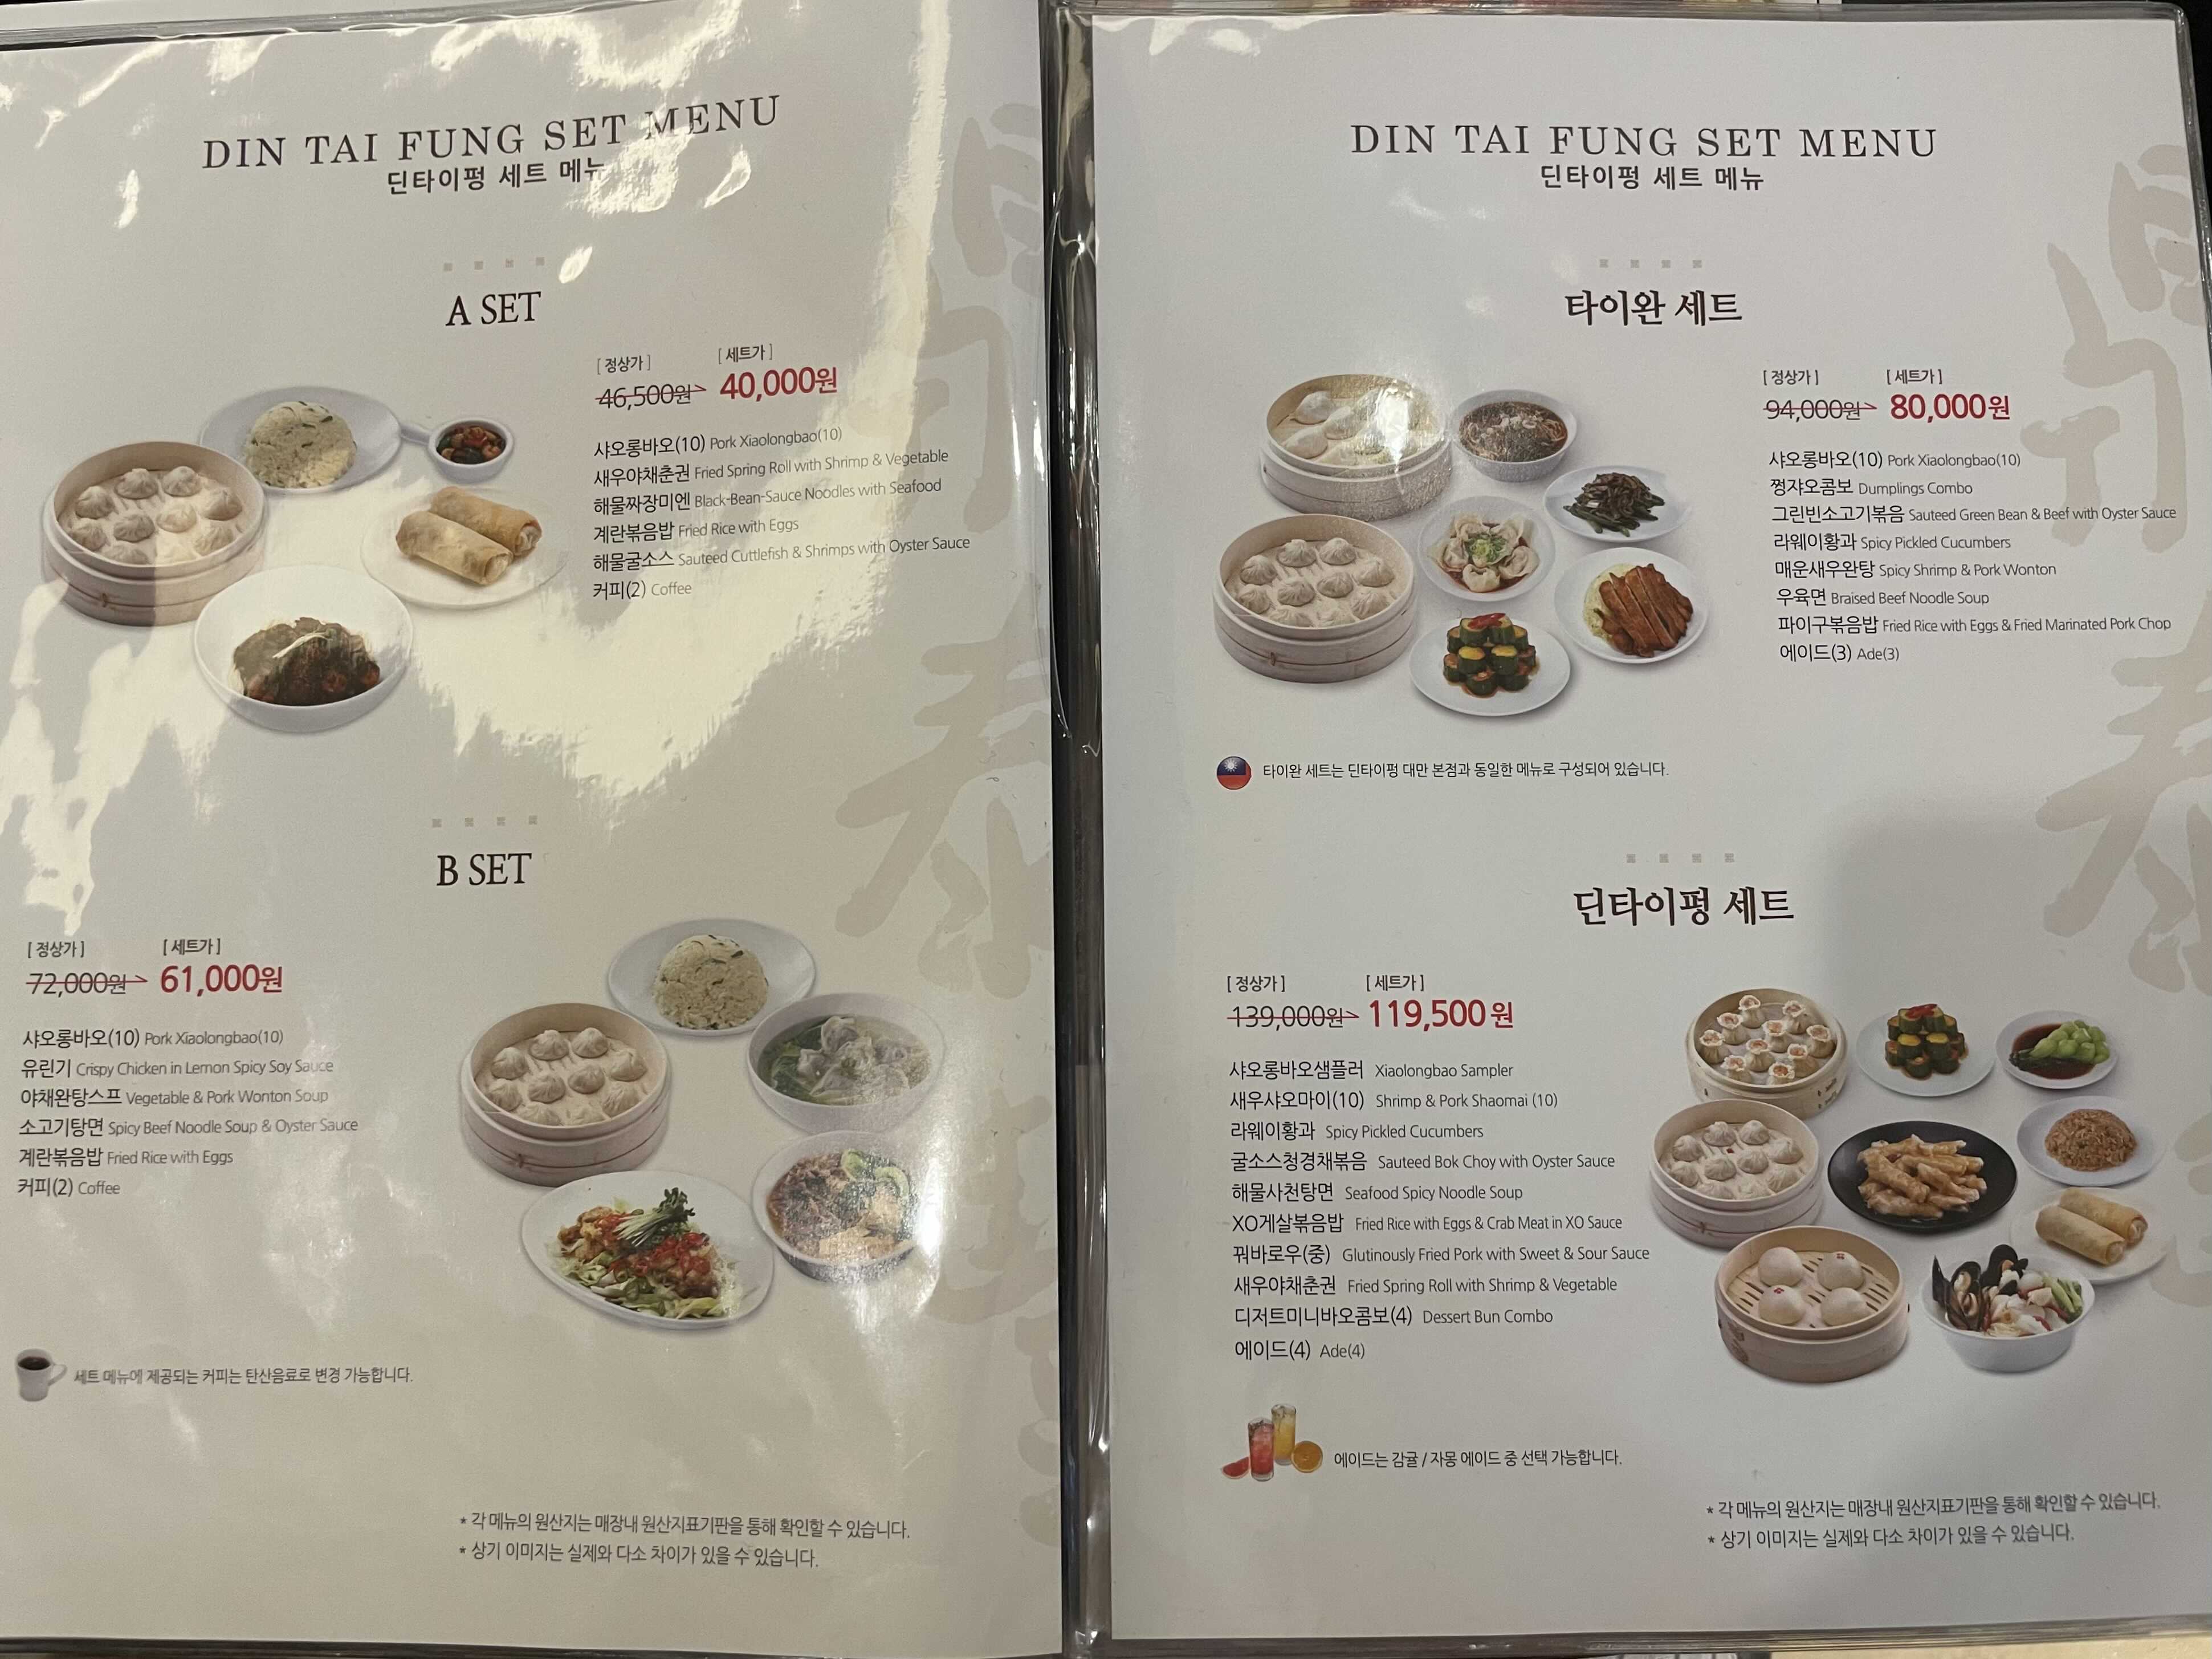 DIN TAI FUNG SET MENU
딘타이펑 세트 메뉴
A SET
[ 정상가 ] [ 세트가 ]
46,500원 40,000원
샤오롱바오(10) Pork Xiaolongbao(10)
새우야채춘권 Fried Spring Roll with Shrimp & Vegetable
해물짜장미엔 Black-Bean-Sauce Noodles with Seafood
계란볶음밥 Fried Rice with Eggs
해물굴소스 Sauteed Cuttlefish & Shrimps with Oyster Sauce
커피(2) Coffee
B SET
[ 정상가 ] [ 세트가 ]
72,000원 61,000원
샤오롱바오(10) Pork Xiaolongbao(10)
유린기 Crispy Chicken in Lemon Spicy Soy Sauce
야채완탕스프 Vegetable & Pork Wonton Soup
소고기탕면 Spicy Beef Noodle Soup & Oyster Sauce
계란볶음밥 Fried Rice with Eggs
커피(2) Coffee
세트 메뉴에 제공되는 커피는 탄산음료로 변경 가능합니다.
* 각 메뉴의 원산지는 매장내 원산지표기판을 통해 확인할 수 있습니다.
* 상기 이미지는 실제와 다소 차이가 있을 수 있습니다.
DIN TAI FUNG SET MENU
딘타이펑 세트 메뉴
타이완 세트
[ 정상가 ] [ 세트가 ]
94,000원 80,000원
샤오롱바오(10) Pork Xiaolongbao(10)
쩡쟈오콤보 Dumplings Combo
그린빈소고기볶음 Sauteed Green Bean & Beef with Oyster Sauce
라웨이황과 Spicy Pickled Cucumbers
매운새우완탕 Spicy Shrimp & Pork Wonton
우육면 Braised Beef Noodle Soup
파이구볶음밥 Fried Rice with Eggs & Fried Marinated Pork Chop
에이드(3) Ade(3)
타이완 세트는 딘타이펑 대만 본점과 동일한 메뉴로 구성되어 있습니다.
딘타이펑 세트
[ 정상가 ] [ 세트가 ]
139,000원 119,500원
샤오롱바오샘플러 Xiaolongbao Sampler
새우샤오마이(10) Shrimp & Pork Shaomai (10)
라웨이황과 Spicy Pickled Cucumbers
굴소스청경채볶음 Sauteed Bok Choy with Oyster Sauce
해물사천탕면 Seafood Spicy Noodle Soup
XO게살볶음밥 Fried Rice with Eggs & Crab Meat in XO Sauce
꿔바로우(중) Glutinously Fried Pork with Sweet & Sour Sauce
새우야채춘권 Fried Spring Roll with Shrimp & Vegetable
디저트미니바오콤보(4) Dessert Bun Combo
에이드(4) Ade(4)
에이드는 감귤 / 자몽 에이드 중 선택 가능합니다.
* 각 메뉴의 원산지는 매장내 원산지표기판을 통해 확인할 수 있습니다.
* 상기 이미지는 실제와 다소 차이가 있을 수 있습니다.